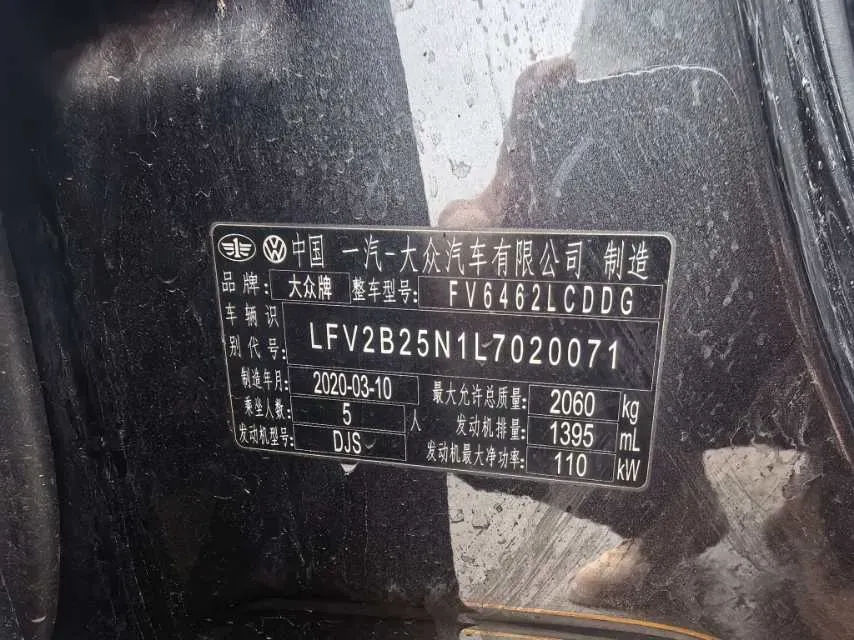 中国 一汽-大众汽车有限公司 制造
品牌: 大众牌 整车型号: FV6462LCDDG
车辆识别代号: LFV2B25N1L7020071
制造年月: 2020-03-10 最大允许总质量: 2060 kg
乘坐人数: 5 人 发动机排量: 1395 mL
发动机型号: DJS 发动机最大净功率: 110 kW